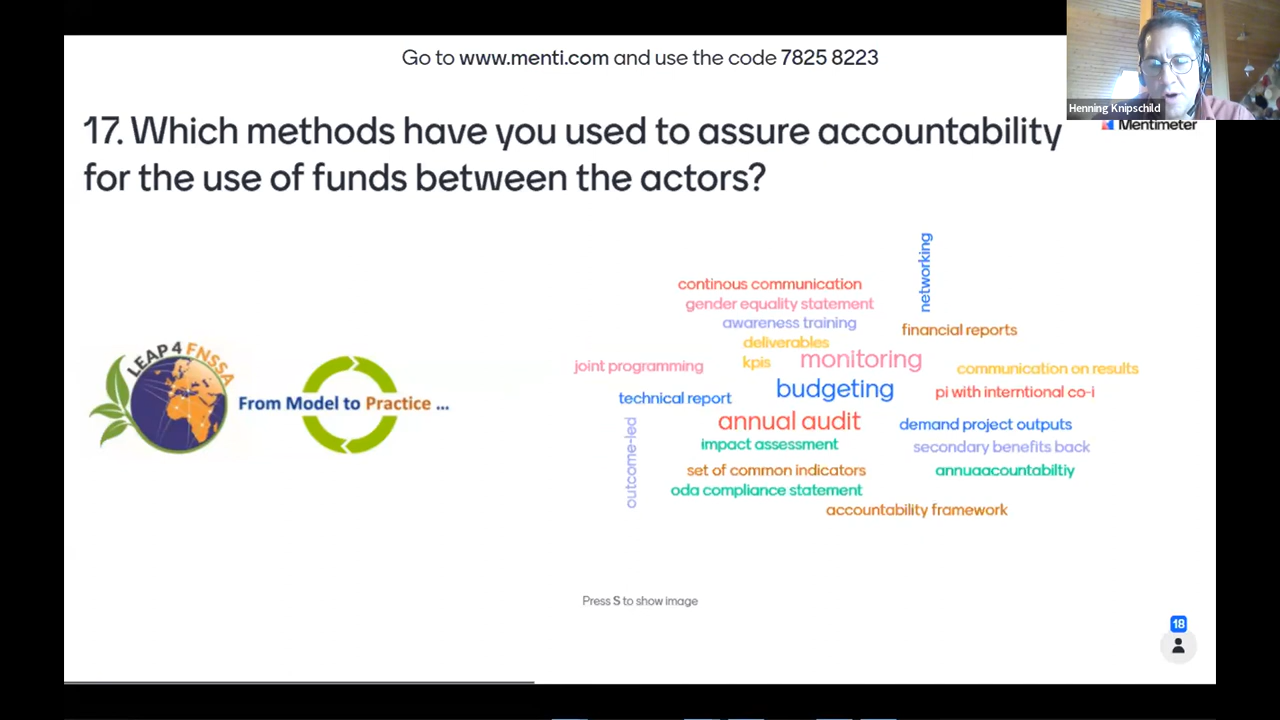 Go to www.menti.com and use the code 7825 8223
Henning Knipschild
Mentimeter
17. Which methods have you used to assure accountability
for the use of funds between the actors?
networking
continous communication
gender equality statement
awareness training
financial reports
deliverables
joint programming
kpis
monitoring
communication on results
technical report
budgeting
pi with interntional co-i
outcome-led
annual audit
demand project outputs
impact assessment
secondary benefits back
set of common indicators
annuaacountabiltiy
oda compliance statement
accountability framework
LEAP4FNSSA
From Model to Practice ...
Press S to show image
18